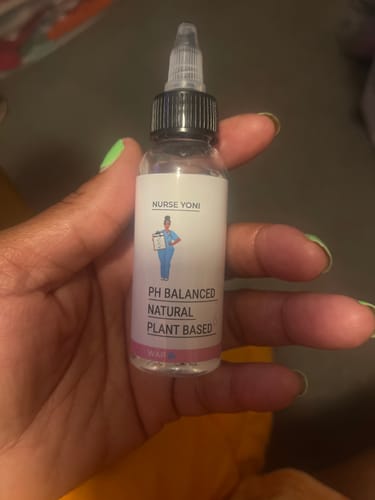 NURSE YONI
PH BALANCED
NATURAL
PLANT BASED